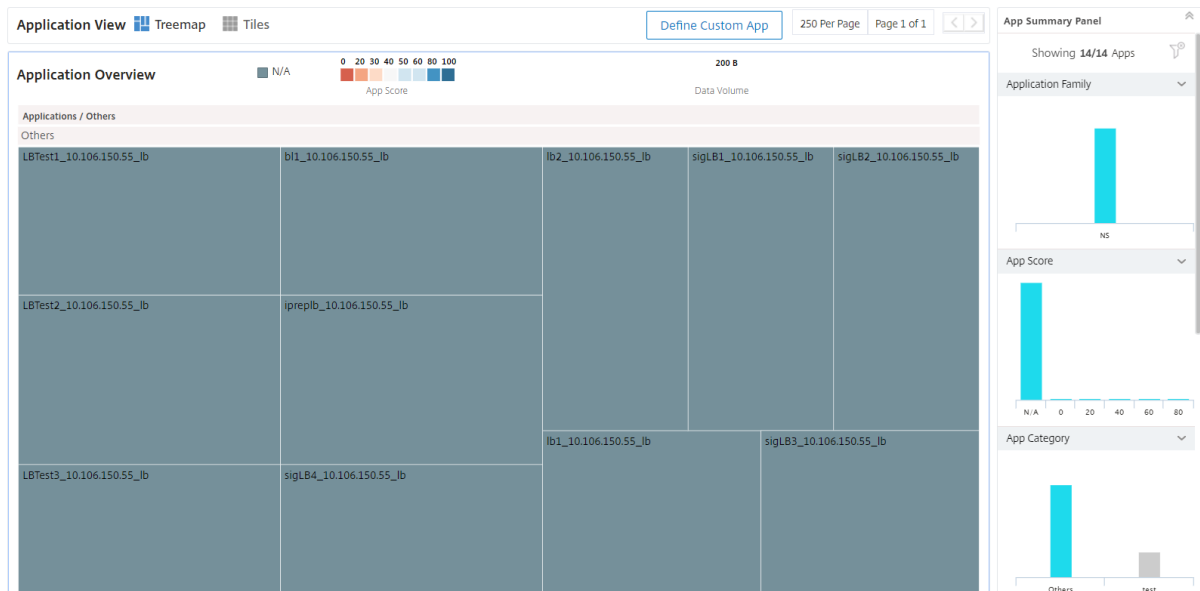 Application View Treemap Tiles Define Custom App 250 Per Page Page 1 of 1
Application Overview N/A 0 20 30 40 50 60 80 100 200 B
App Score Data Volume
Applications / Others
Others
LBTest1_10.106.150.55_lb bl1_10.106.150.55_lb lb2_10.106.150.55_lb sigLB1_10.106.150.55_lb sigLB2_10.106.150.55_lb
LBTest2_10.106.150.55_lb ipreplb_10.106.150.55_lb
lb1_10.106.150.55_lb sigLB3_10.106.150.55_lb
LBTest3_10.106.150.55_lb sigLB4_10.106.150.55_lb
App Summary Panel
Showing 14/14 Apps
Application Family
NS
App Score
N/A 0 20 40 60 80
App Category
Others test